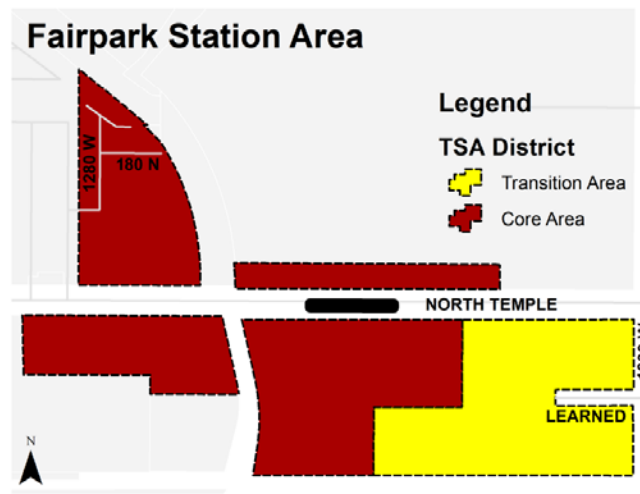 Fairpark Station Area
Legend
TSA District
Transition Area
Core Area
1280 W
180 N
NORTH TEMPLE
LEARNED
N